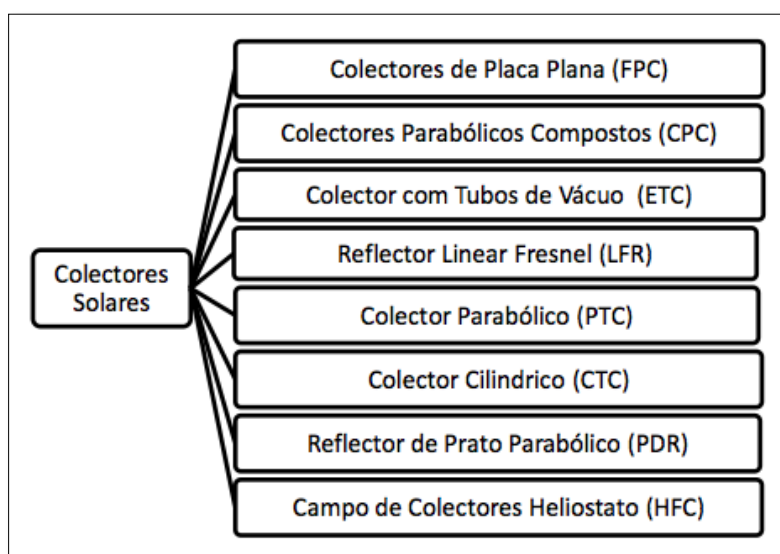 Colectores de Placa Plana (FPC)
Colectores Parabólicos Compostos (CPC)
Colector com Tubos de Vácuo (ETC)
Reflector Linear Fresnel (LFR)
Colectores
Solares
Colector Parabólico (PTC)
Colector Cilindrico (CTC)
Reflector de Prato Parabólico (PDR)
Campo de Colectores Heliostato (HFC)